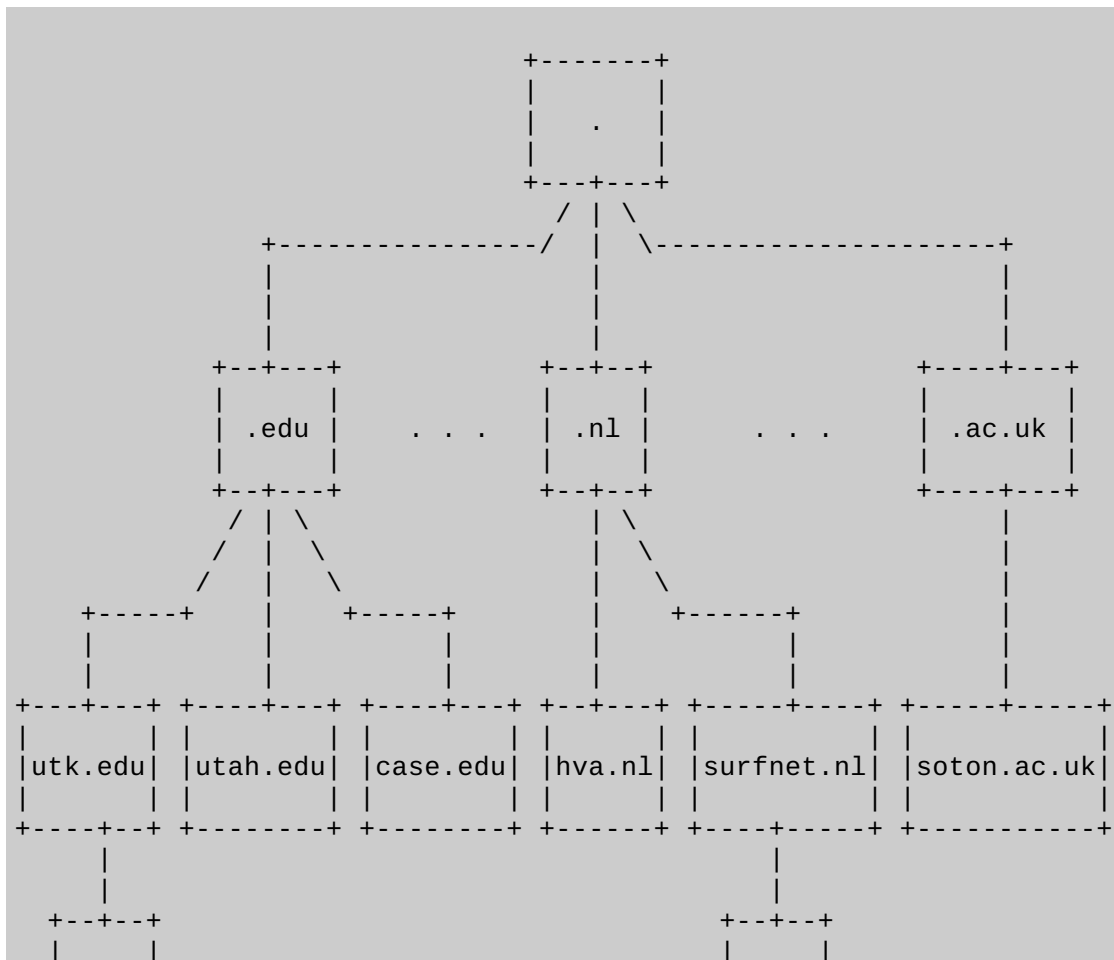 .
.edu . . . .nl . . . .ac.uk
utk.edu utah.edu case.edu hva.nl surfnet.nl soton.ac.uk